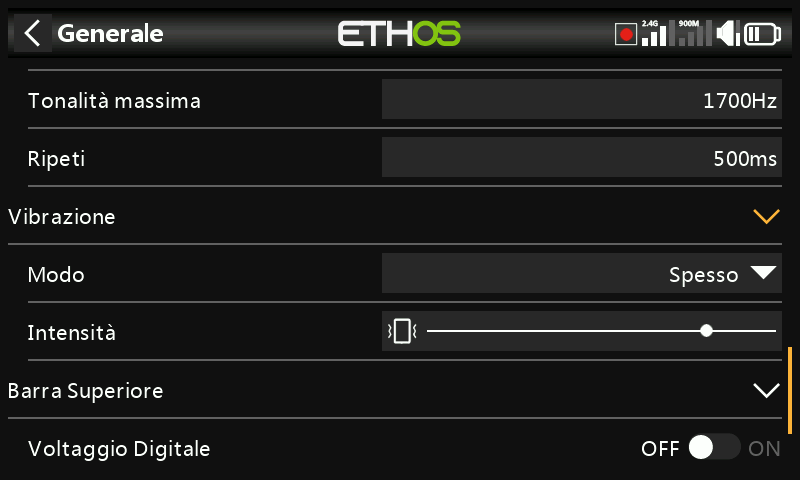 Generale ETHOS 2.4G 900M
Tonalità massima 1700Hz
Ripeti 500ms
Vibrazione
Modo Spesso
Intensità
Barra Superiore
Voltaggio Digitale OFF ON